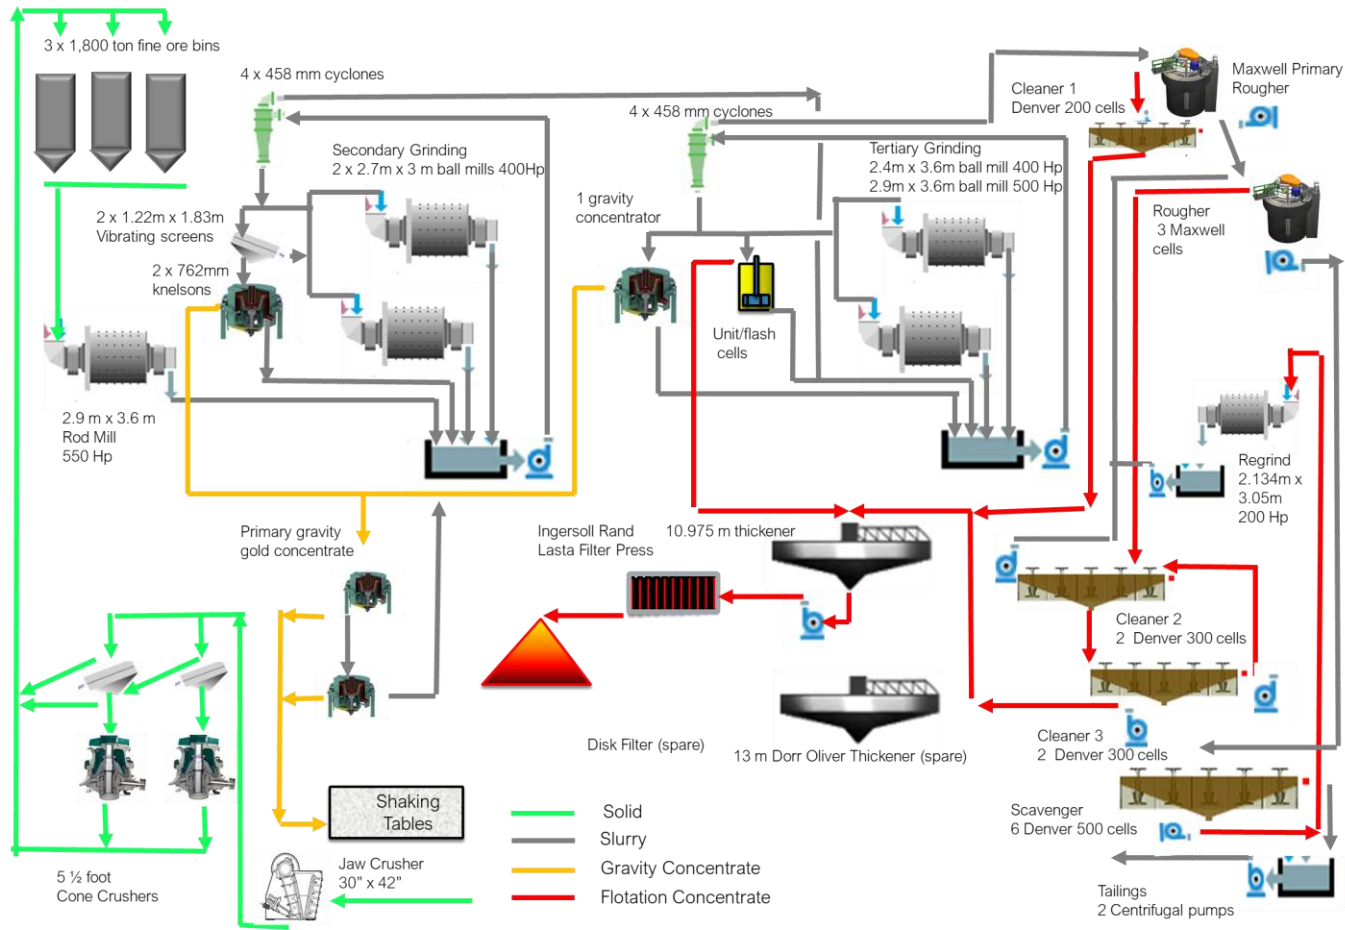 3 x 1,800 ton fine ore bins
4 x 458 mm cyclones
4 x 458 mm cyclones
Cleaner 1
Denver 200 cells
Maxwell Primary
Rougher
Secondary Grinding
2 x 2.7m x 3 m ball mills 400Hp
Tertiary Grinding
2.4m x 3.6m ball mill 400 Hp
2.9m x 3.6m ball mill 500 Hp
2 x 1.22m x 1.83m
Vibrating screens
1 gravity
concentrator
Rougher
3 Maxwell
cells
2 x 762mm
knelsons
Unit/flash
cells
2.9 m x 3.6 m
Rod Mill
550 Hp
Regrind
2.134m x
3.05m
200 Hp
Primary gravity
gold concentrate
Ingersoll Rand
Lasta Filter Press
10.975 m thickener
Cleaner 2
2 Denver 300 cells
Disk Filter (spare)
13 m Dorr Oliver Thickener (spare)
Cleaner 3
2 Denver 300 cells
Shaking
Tables
Scavenger
6 Denver 500 cells
Solid
Slurry
Gravity Concentrate
Flotation Concentrate
5 ½ foot
Cone Crushers
Jaw Crusher
30” x 42”
Tailings
2 Centrifugal pumps